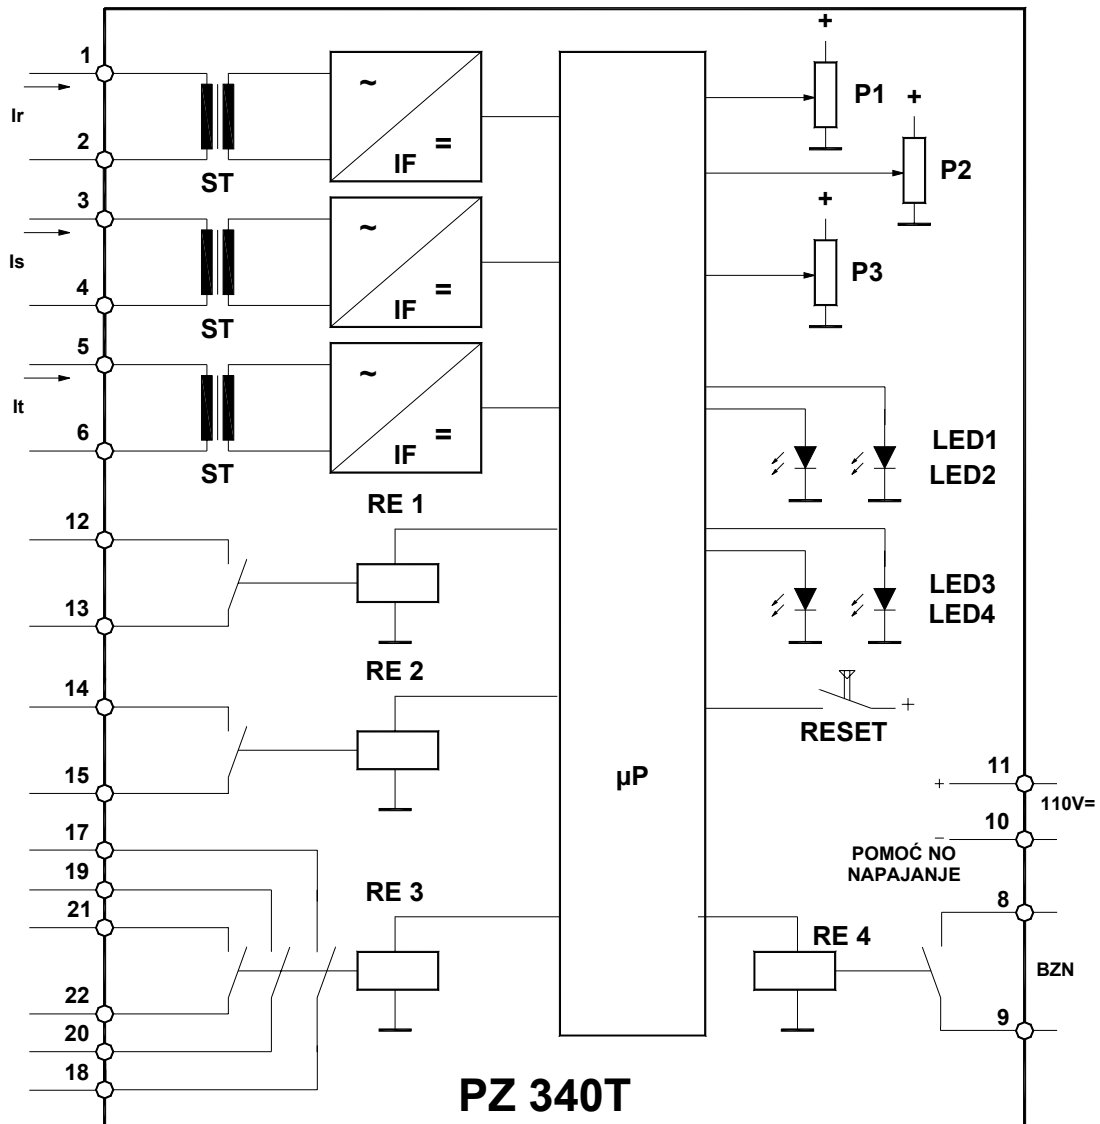 1
Ir
2
ST
~
IF =
3
Is
4
ST
~
IF =
5
It
6
ST
~
IF =
+
P1
+
P2
+
P3
LED1
LED2
LED3
LED4
RESET
+
12
13
RE 1
14
15
RE 2
17
19
21
22
20
18
RE 3
µP
11
+
110V=
10
–
POMOĆ NO
NAPAJANJE
8
RE 4
BZN
9
PZ 340T